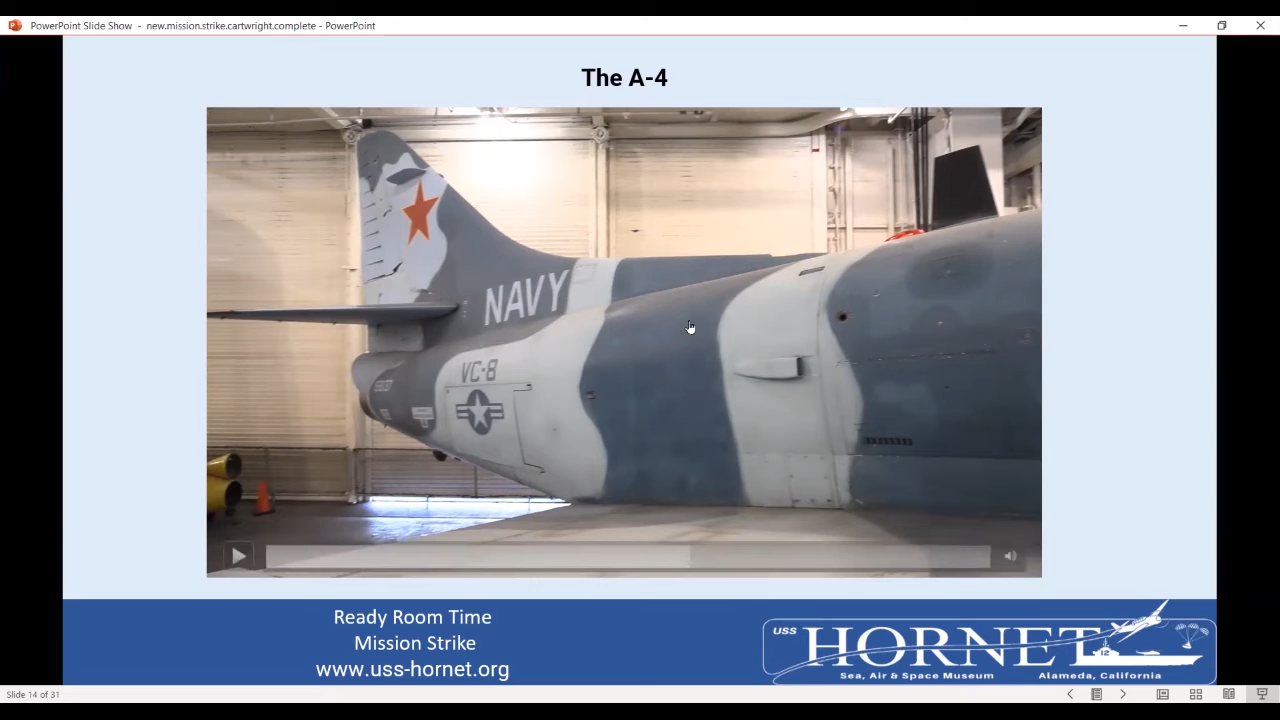 PowerPoint Slide Show - new.mission.strike.cartwright.complete - PowerPoint
The A-4
NAVY
VC-8
Ready Room Time
Mission Strike
www.uss-hornet.org
USS
HORNET
Sea, Air & Space Museum Alameda, California
Slide 14 of 31